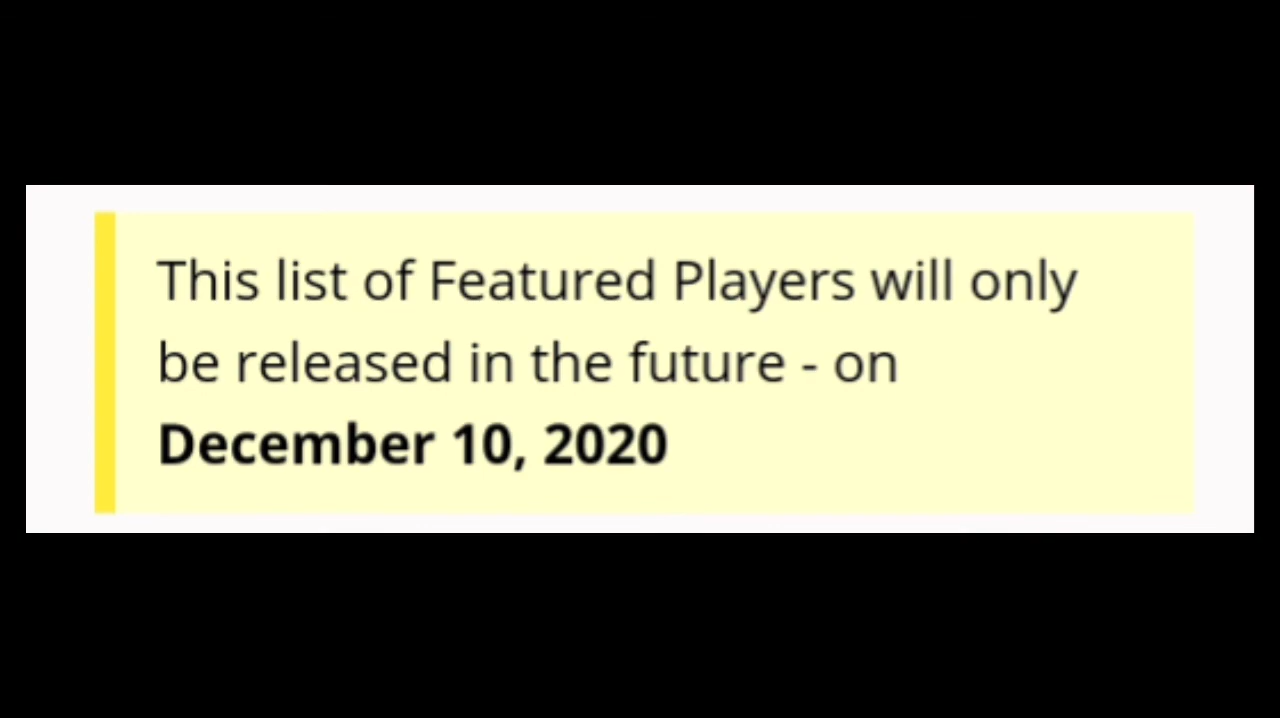 This list of Featured Players will only
be released in the future - on
December 10, 2020